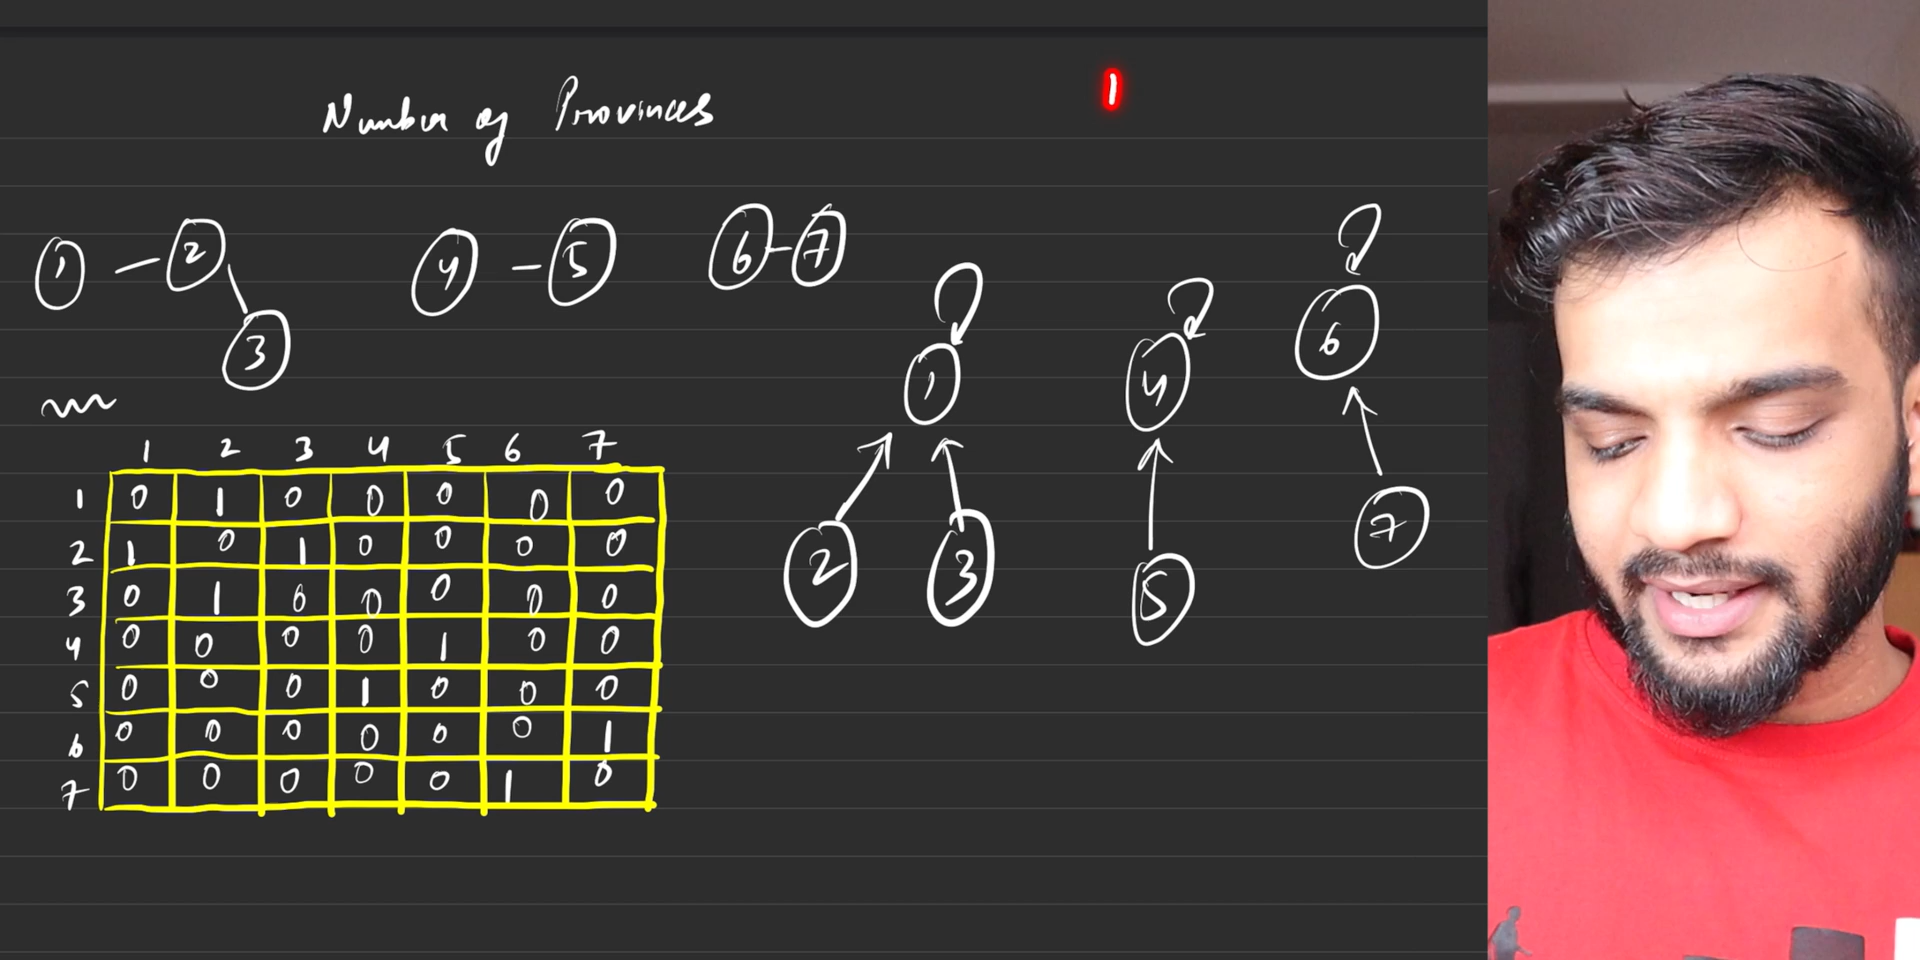 Number of Provinces
1 - 2
3
4 - 5
6 - 7
1
4
6
2
3
5
7
1 2 3 4 5 6 7
1 0 1 0 0 0 0 0
2 1 0 1 0 0 0 0
3 0 1 0 0 0 0 0
4 0 0 0 0 1 0 0
5 0 0 0 1 0 0 0
6 0 0 0 0 0 0 1
7 0 0 0 0 0 1 0